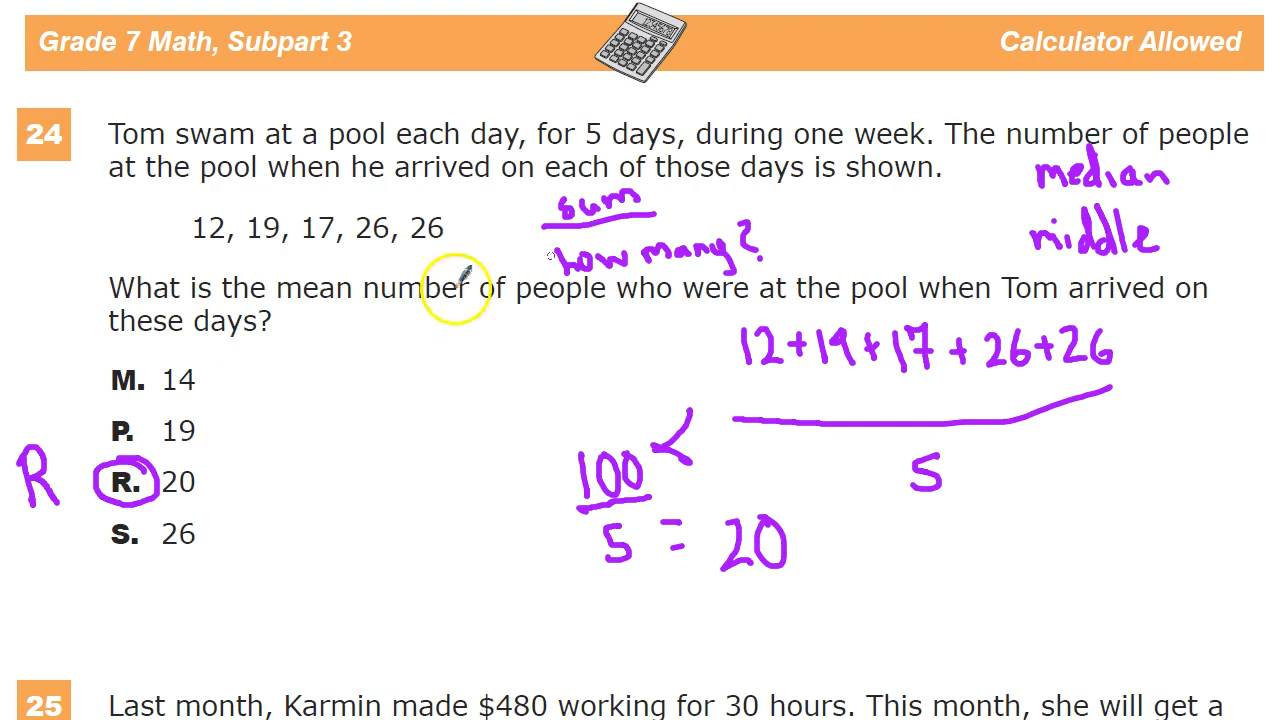 Grade 7 Math, Subpart 3
Calculator Allowed
24
Tom swam at a pool each day, for 5 days, during one week. The number of people
at the pool when he arrived on each of those days is shown.
median
middle
12, 19, 17, 26, 26
sum
how many?
What is the mean number of people who were at the pool when Tom arrived on
these days?
12+19+17+26+26
5
M. 14
P. 19
R
R. 20
S. 26
100
5 = 20
25
Last month, Karmin made $480 working for 30 hours. This month, she will get a